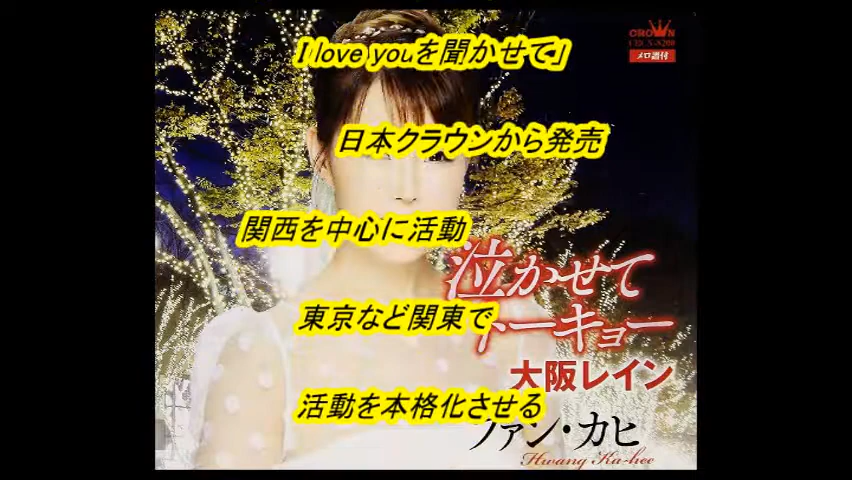 I love youを聞かせて」
CROWN
メロ譜付
日本クラウンから発売
関西を中心に活動
泣かせて
トーキョー
東京など関東で
大阪レイン
活動を本格化させる
ファン・カヒ
Hwang Ka-hee